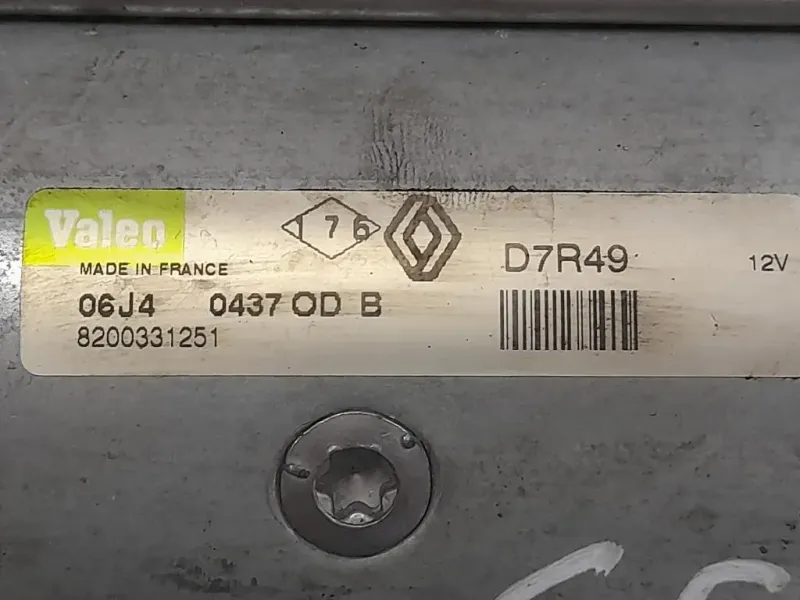 Valeo
176
D7R49
12V
MADE IN FRANCE
06J4 0437 OD B
8200331251